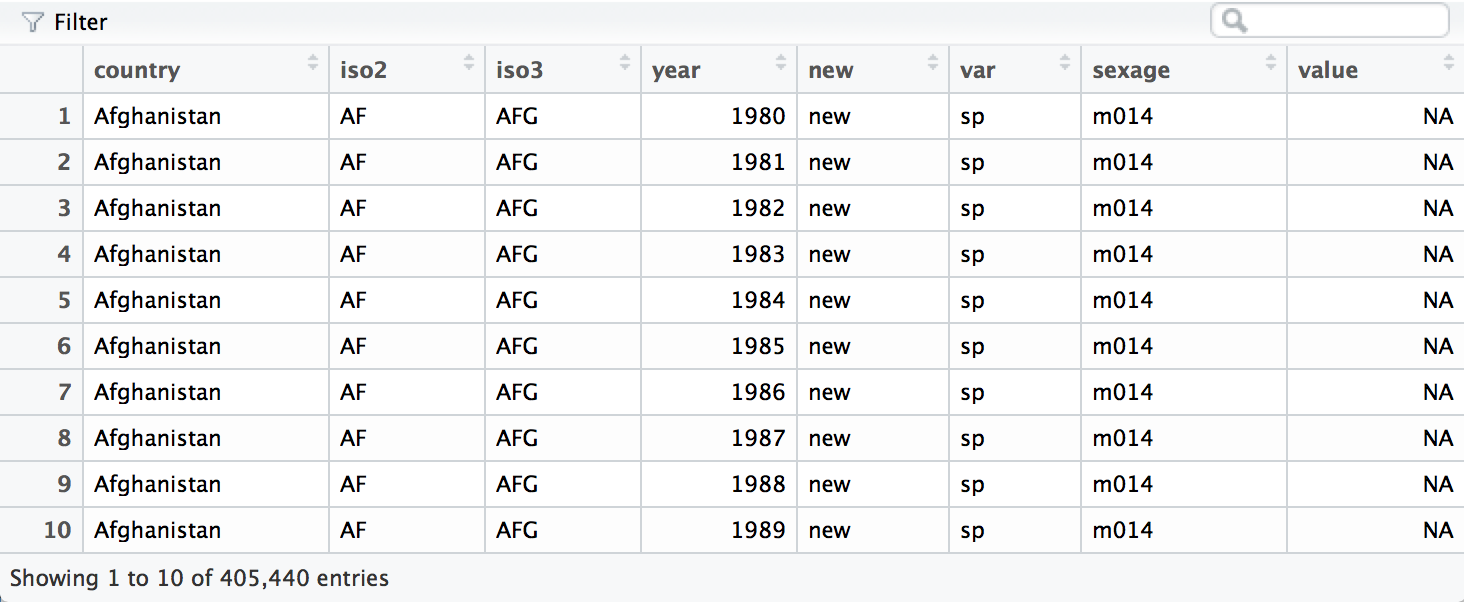 Filter
country iso2 iso3 year new var sexage value
1 Afghanistan AF AFG 1980 new sp m014 NA
2 Afghanistan AF AFG 1981 new sp m014 NA
3 Afghanistan AF AFG 1982 new sp m014 NA
4 Afghanistan AF AFG 1983 new sp m014 NA
5 Afghanistan AF AFG 1984 new sp m014 NA
6 Afghanistan AF AFG 1985 new sp m014 NA
7 Afghanistan AF AFG 1986 new sp m014 NA
8 Afghanistan AF AFG 1987 new sp m014 NA
9 Afghanistan AF AFG 1988 new sp m014 NA
10 Afghanistan AF AFG 1989 new sp m014 NA
Showing 1 to 10 of 405,440 entries